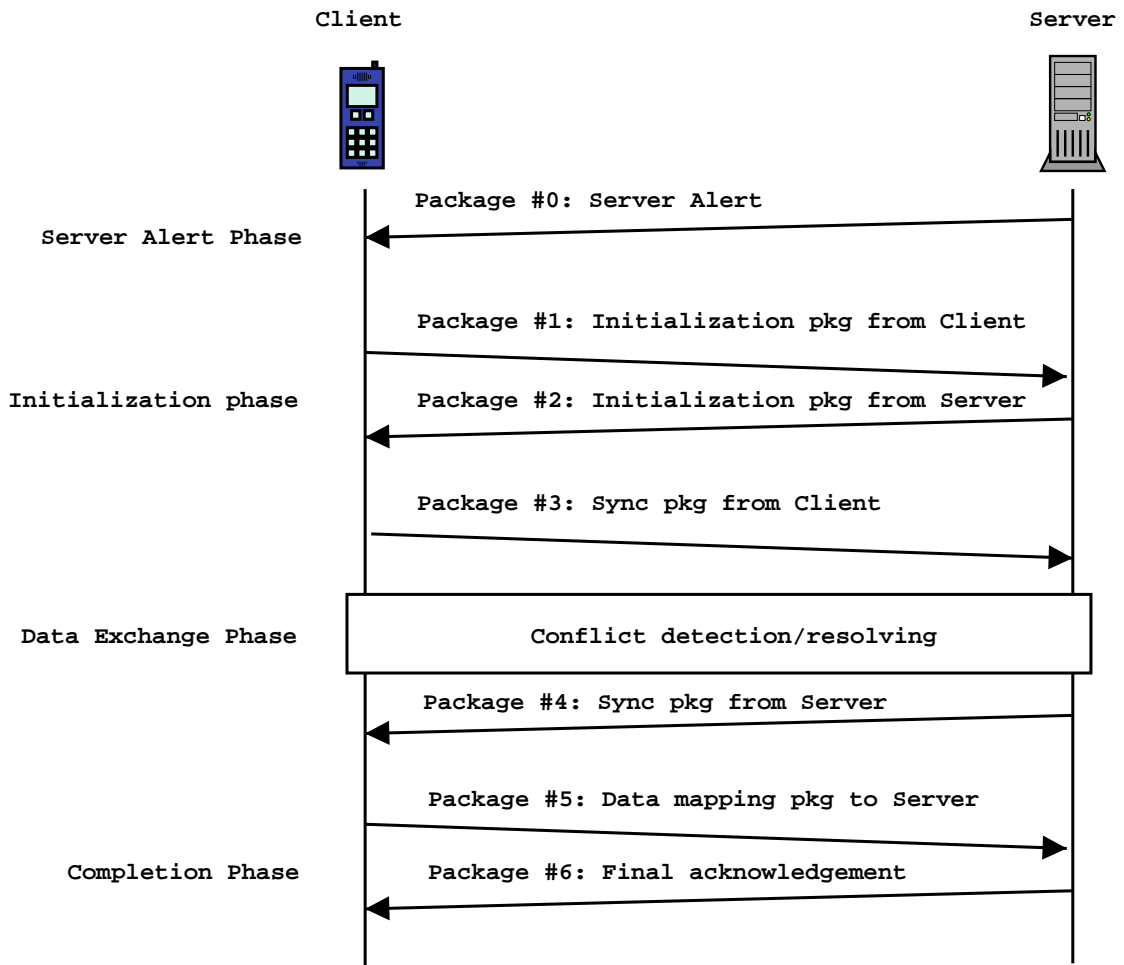 Client
Server
Package #0: Server Alert
Server Alert Phase
Package #1: Initialization pkg from Client
Initialization phase
Package #2: Initialization pkg from Server
Package #3: Sync pkg from Client
Data Exchange Phase
Conflict detection/resolving
Package #4: Sync pkg from Server
Package #5: Data mapping pkg to Server
Completion Phase
Package #6: Final acknowledgement